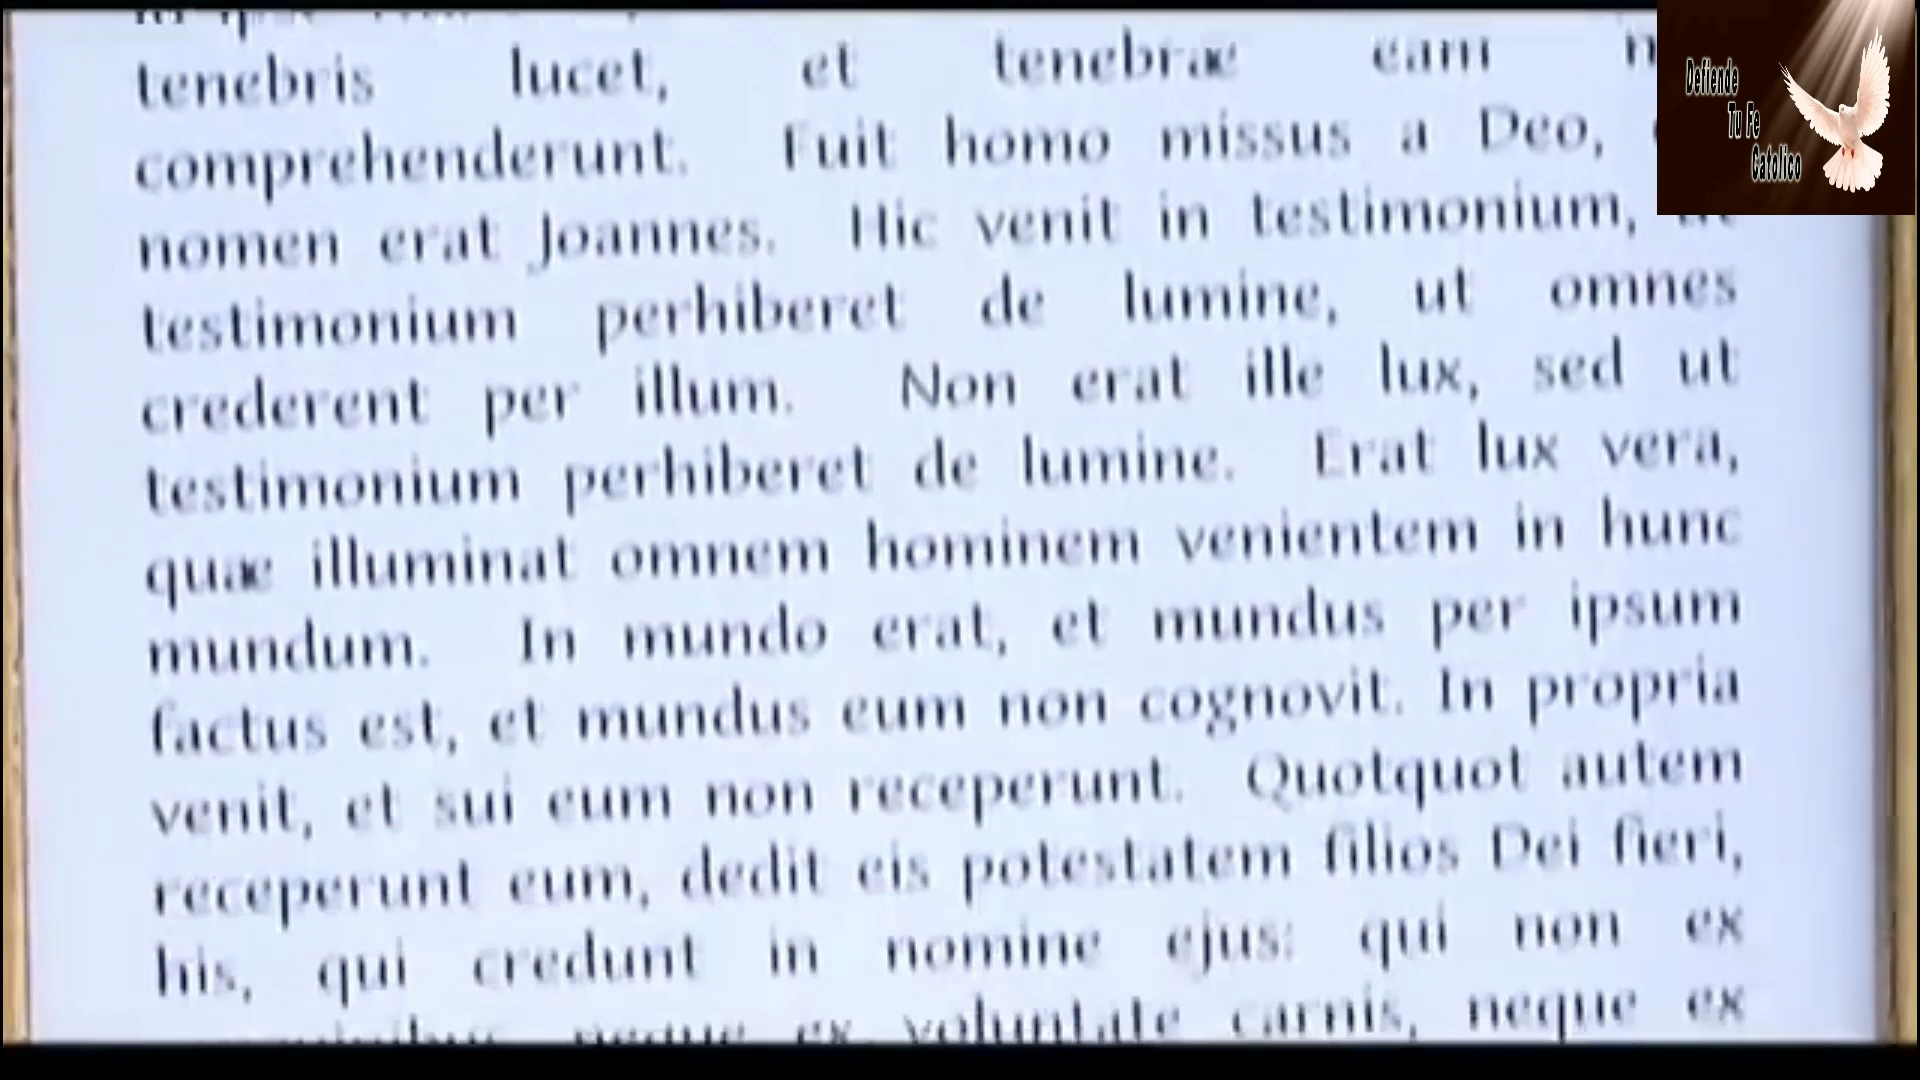 tenebris lucet, et tenebræ eam
comprehenderunt. Fuit homo missus a Deo,
nomen erat Joannes. Hic venit in testimonium, ut
testimonium perhiberet de lumine, ut omnes
crederent per illum. Non erat ille lux, sed ut
testimonium perhiberet de lumine. Erat lux vera,
quæ illuminat omnem hominem venientem in hunc
mundum. In mundo erat, et mundus per ipsum
factus est, et mundus eum non cognovit. In propria
venit, et sui eum non receperunt. Quotquot autem
receperunt eum, dedit eis potestatem filios Dei fieri,
his, qui credunt in nomine ejus: qui non ex
neque ex voluntate carnis, neque ex
Defiende
Tu Fe
Catolico